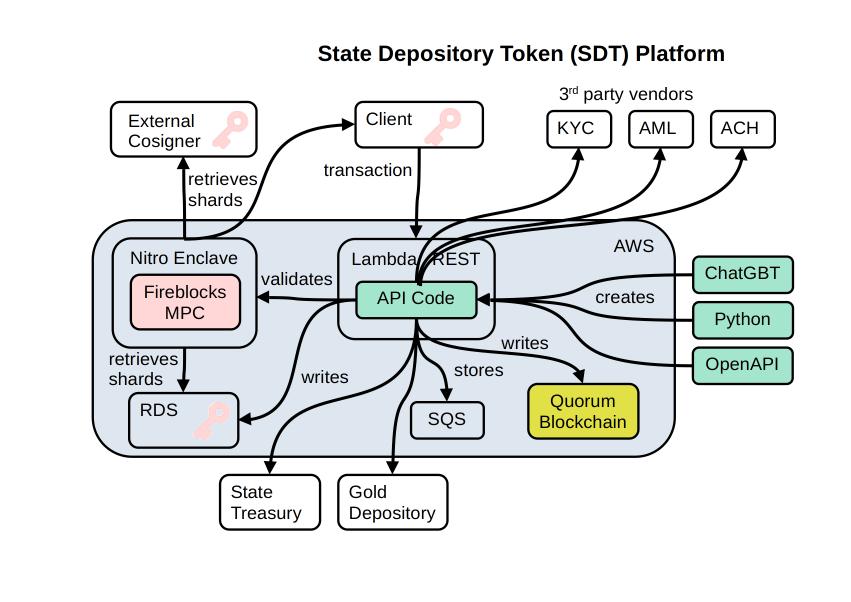 State Depository Token (SDT) Platform
3rd party vendors
External
Cosigner
Client
KYC
AML
ACH
retrieves
shards
transaction
AWS
Nitro Enclave
Lambda
REST
Fireblocks
MPC
validates
API Code
ChatGBT
creates
Python
OpenAPI
retrieves
shards
writes
writes
stores
RDS
SQS
Quorum
Blockchain
State
Treasury
Gold
Depository